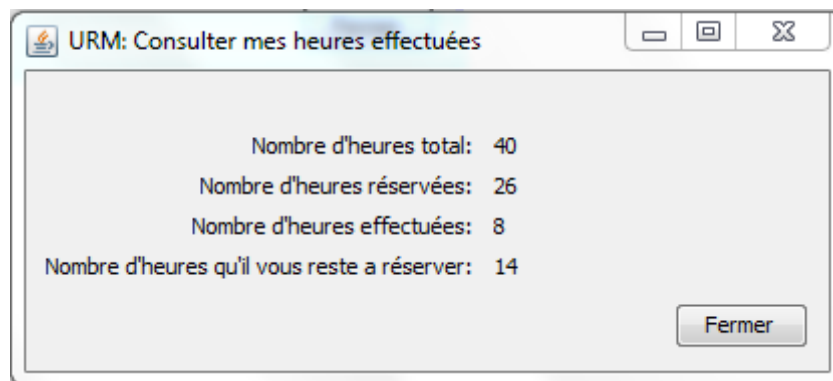 URM: Consulter mes heures effectuées
Nombre d'heures total: 40
Nombre d'heures réservées: 26
Nombre d'heures effectuées: 8
Nombre d'heures qu'il vous reste a réserver: 14
Fermer